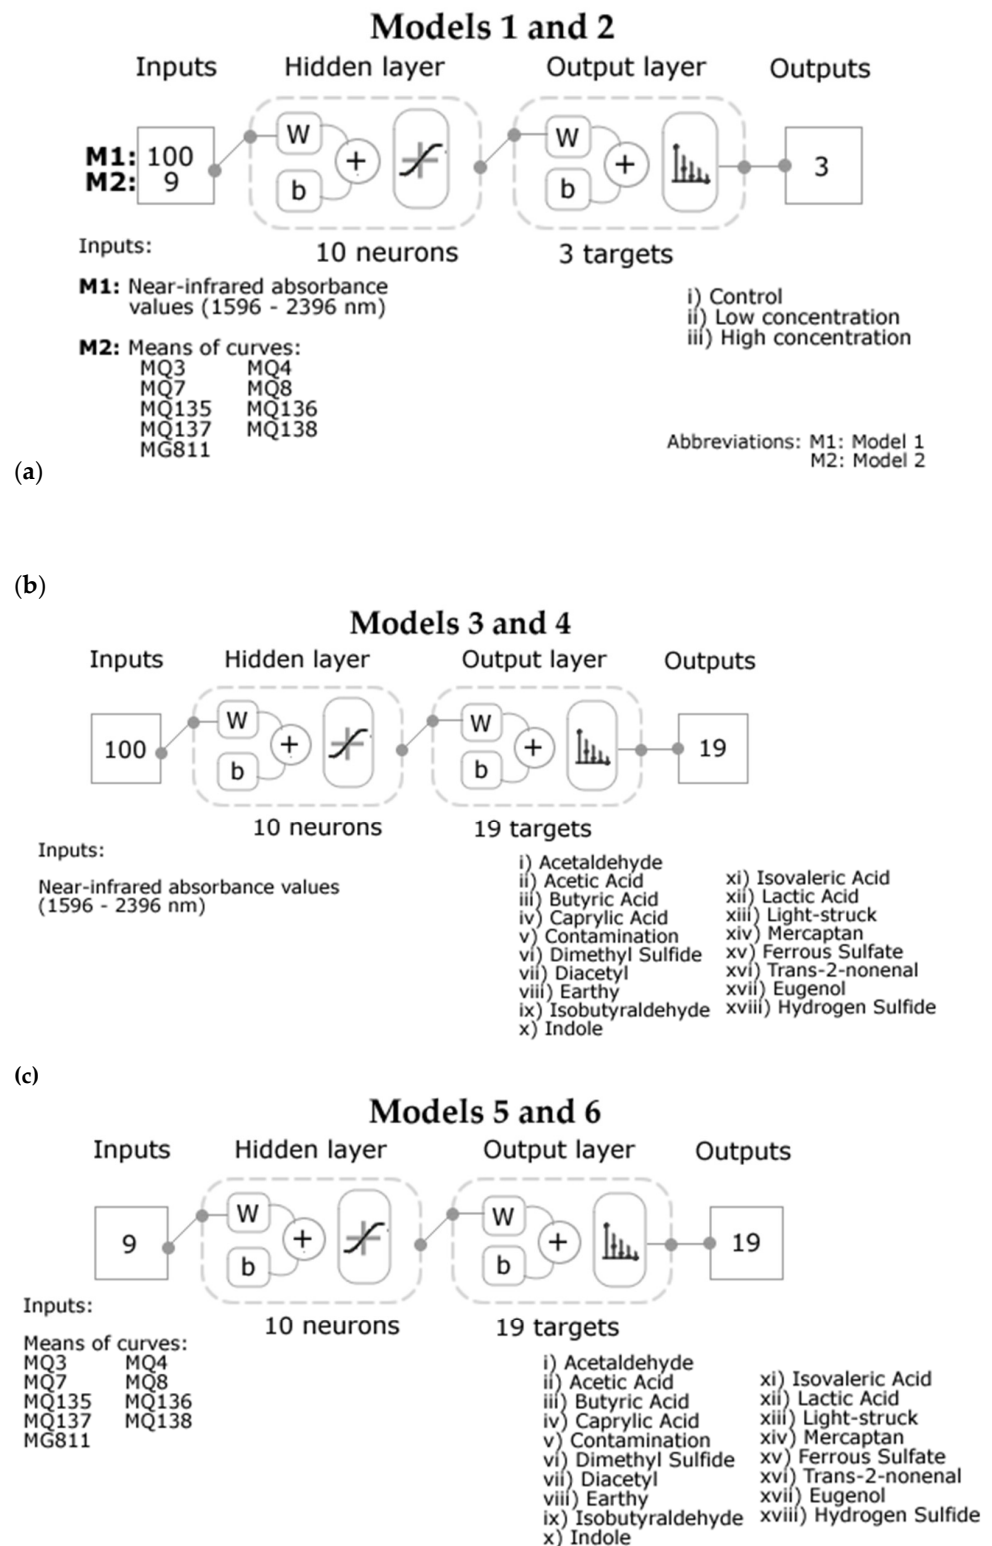 Models 1 and 2
Inputs Hidden layer Output layer Outputs
W W
M1: 100 + + 3
M2: 9
b b
Inputs: 10 neurons 3 targets
M1: Near-infrared absorbance
values (1596 - 2396 nm)
i) Control
ii) Low concentration
iii) High concentration
M2: Means of curves:
MQ3 MQ4
MQ7 MQ8
MQ135 MQ136
MQ137 MQ138
MG811
Abbreviations: M1: Model 1
M2: Model 2
(a)
(b)
Models 3 and 4
Inputs Hidden layer Output layer Outputs
W W
100 + + 19
b b
10 neurons 19 targets
Inputs:
Near-infrared absorbance values
(1596 - 2396 nm)
i) Acetaldehyde
ii) Acetic Acid
iii) Butyric Acid
iv) Caprylic Acid
v) Contamination
vi) Dimethyl Sulfide
vii) Diacetyl
viii) Earthy
ix) Isobutyraldehyde
x) Indole
xi) Isovaleric Acid
xii) Lactic Acid
xiii) Light-struck
xiv) Mercaptan
xv) Ferrous Sulfate
xvi) Trans-2-nonenal
xvii) Eugenol
xviii) Hydrogen Sulfide
(c)
Models 5 and 6
Inputs Hidden layer Output layer Outputs
W W
9 + + 19
b b
Inputs: 10 neurons 19 targets
Means of curves:
MQ3 MQ4
MQ7 MQ8
MQ135 MQ136
MQ137 MQ138
MG811
i) Acetaldehyde
ii) Acetic Acid
iii) Butyric Acid
iv) Caprylic Acid
v) Contamination
vi) Dimethyl Sulfide
vii) Diacetyl
viii) Earthy
ix) Isobutyraldehyde
x) Indole
xi) Isovaleric Acid
xii) Lactic Acid
xiii) Light-struck
xiv) Mercaptan
xv) Ferrous Sulfate
xvi) Trans-2-nonenal
xvii) Eugenol
xviii) Hydrogen Sulfide